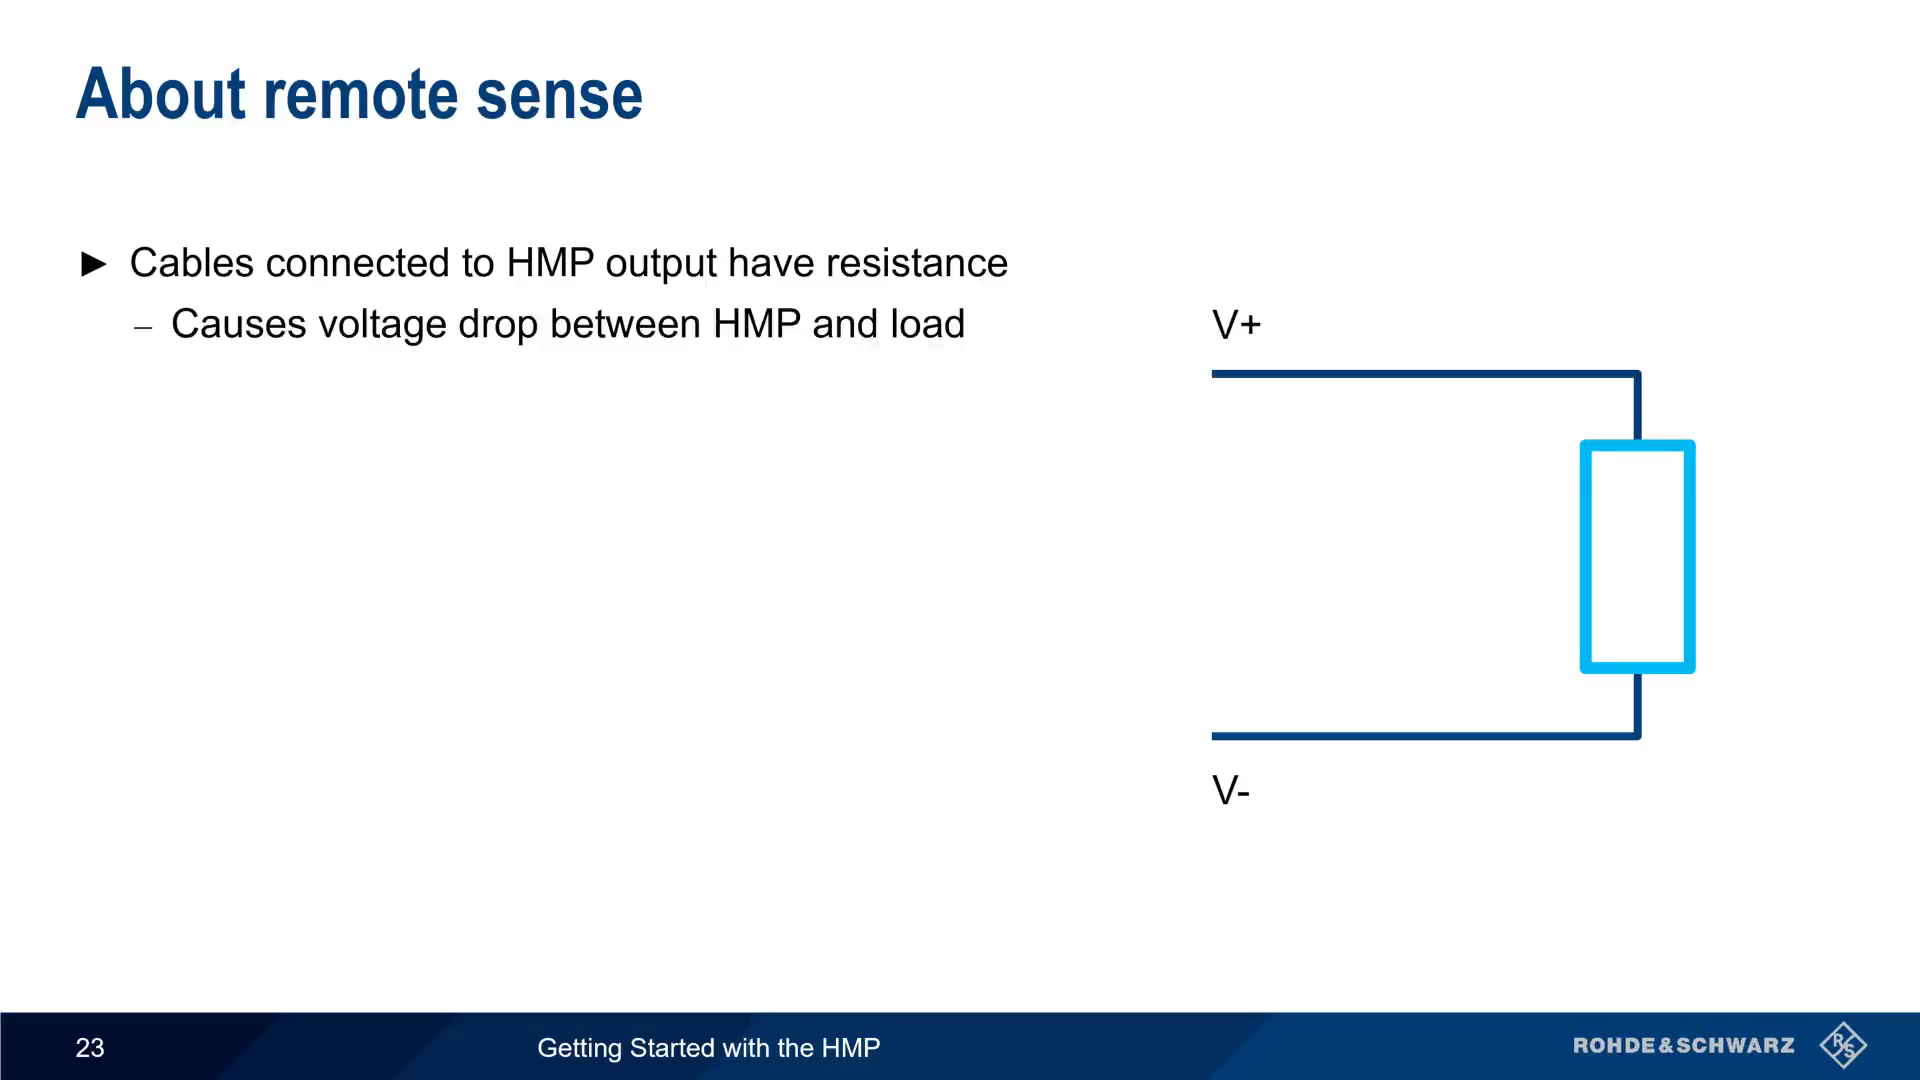 About remote sense
► Cables connected to HMP output have resistance
– Causes voltage drop between HMP and load
V+
V-
23
Getting Started with the HMP
ROHDE&SCHWARZ
R&S